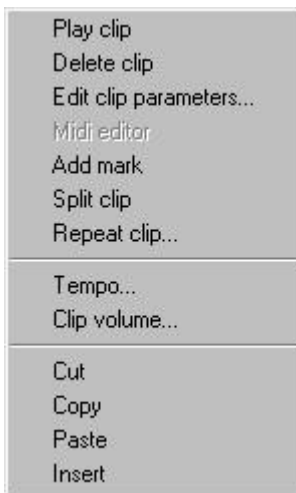 Play clip
Delete clip
Edit clip parameters...
Midi editor
Add mark
Split clip
Repeat clip...
Tempo...
Clip volume...
Cut
Copy
Paste
Insert